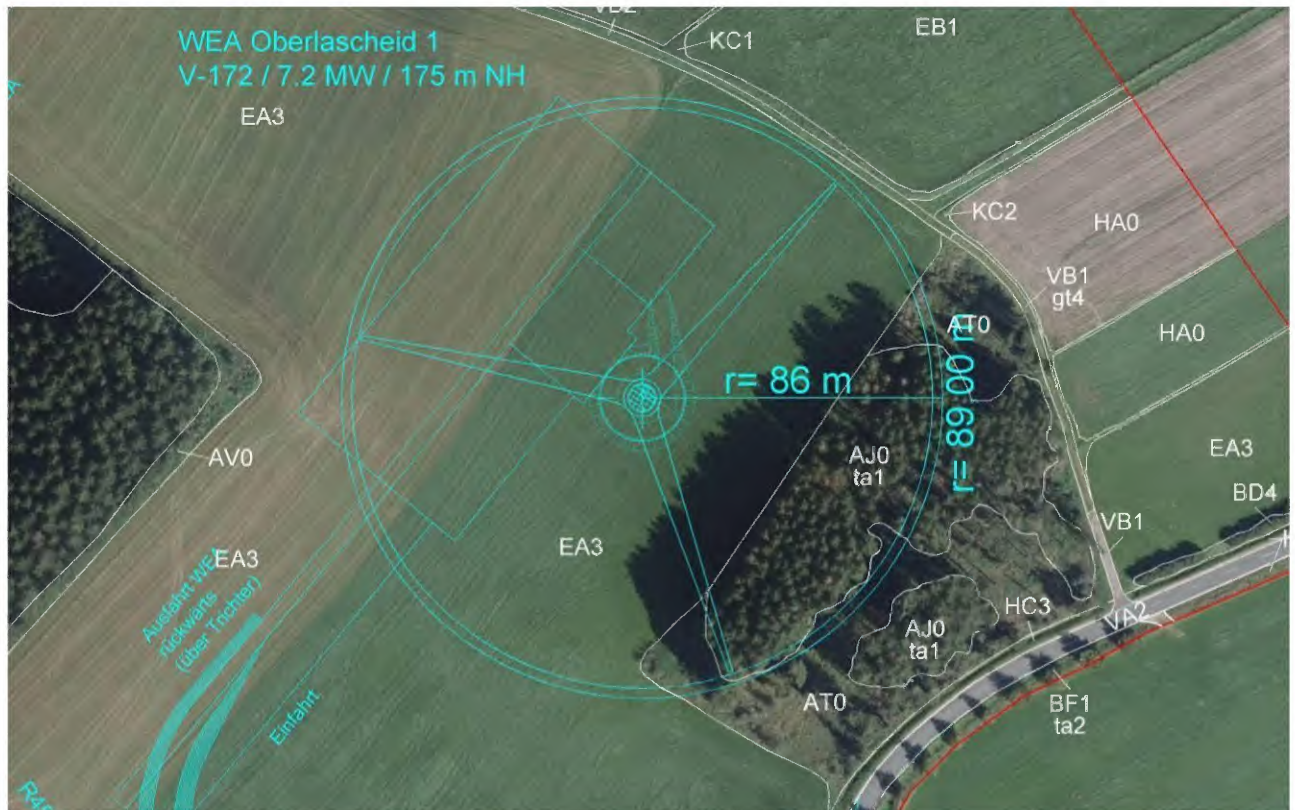 WEA Oberlascheid 1
V-172 / 7.2 MW / 175 m NH
EA3
KC1
EB1
KC2
HA0
VB1
gt4
HA0
AT0
r= 86 m
r= 89.00 m
AV0
AJ0
ta1
EA3
BD4
EA3
EA3
VB1
Ausfahrt WEA
rückwärts
(über Trichter)
HC3
VA2
AJ0
ta1
Einfahrt
AT0
BF1
ta2